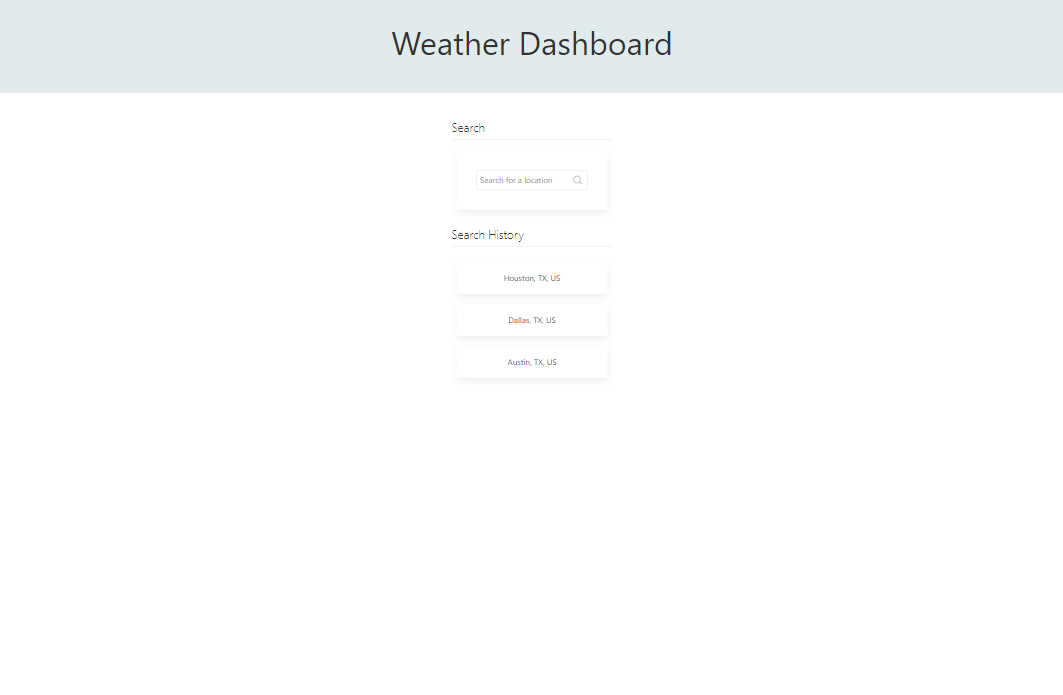 Weather Dashboard
Search
Search for a location
Search History
Houston, TX, US
Dallas, TX, US
Austin, TX, US